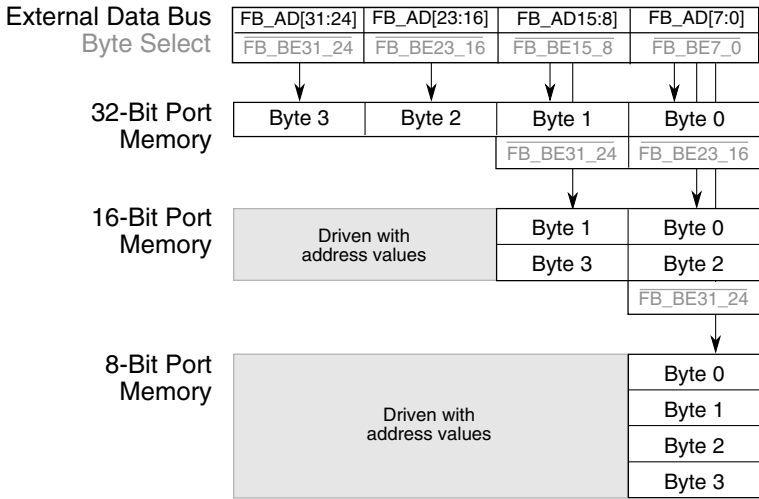 External Data Bus FB_AD[31:24] FB_AD[23:16] FB_AD15:8] FB_AD[7:0]
Byte Select FB_BE31_24 FB_BE23_16 FB_BE15_8 FB_BE7_0
32-Bit Port
Memory
Byte 3 Byte 2 Byte 1 Byte 0
FB_BE31_24 FB_BE23_16
16-Bit Port
Memory
Driven with
address values
Byte 1 Byte 0
Byte 3 Byte 2
FB_BE31_24
8-Bit Port
Memory
Driven with
address values
Byte 0
Byte 1
Byte 2
Byte 3